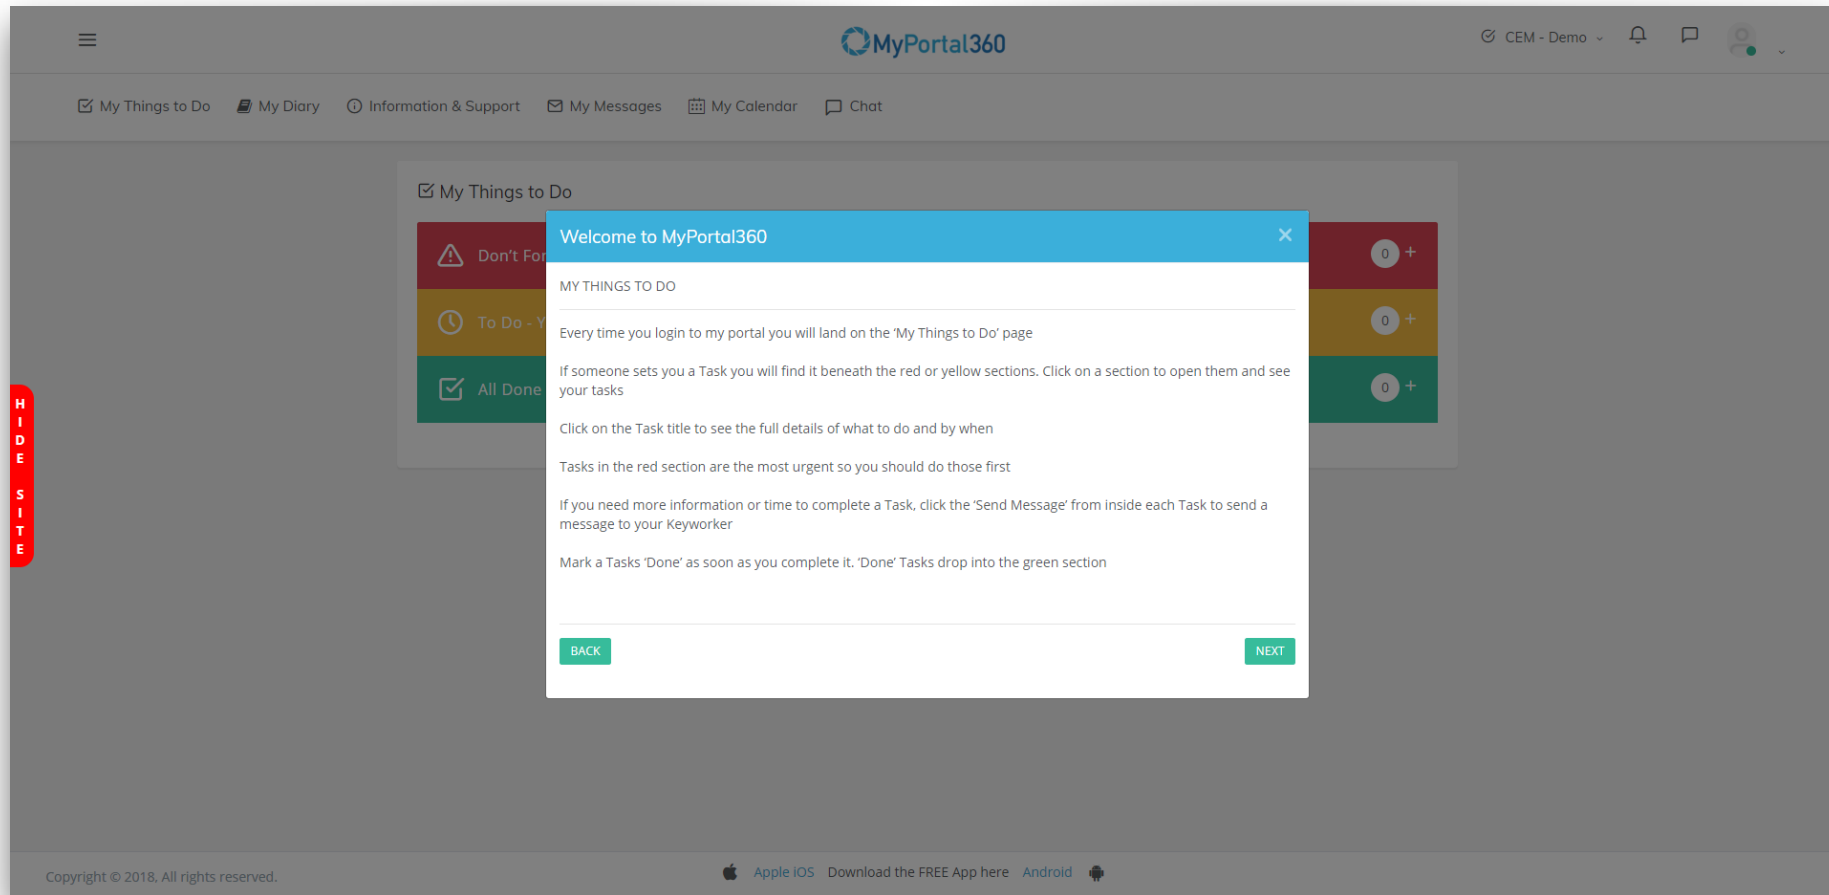 MyPortal360
CEM - Demo
My Things to Do
My Diary
Information & Support
My Messages
My Calendar
Chat
My Things to Do
Don't For
0 +
To Do - Y
0 +
All Done
0 +
Welcome to MyPortal360
MY THINGS TO DO
Every time you login to my portal you will land on the ‘My Things to Do’ page
If someone sets you a Task you will find it beneath the red or yellow sections. Click on a section to open them and see
your tasks
Click on the Task title to see the full details of what to do and by when
Tasks in the red section are the most urgent so you should do those first
If you need more information or time to complete a Task, click the ‘Send Message’ from inside each Task to send a
message to your Keyworker
Mark a Tasks ‘Done’ as soon as you complete it. ‘Done’ Tasks drop into the green section
BACK
NEXT
HIDE SITE
Copyright © 2018, All rights reserved.
Apple iOS Download the FREE App here Android